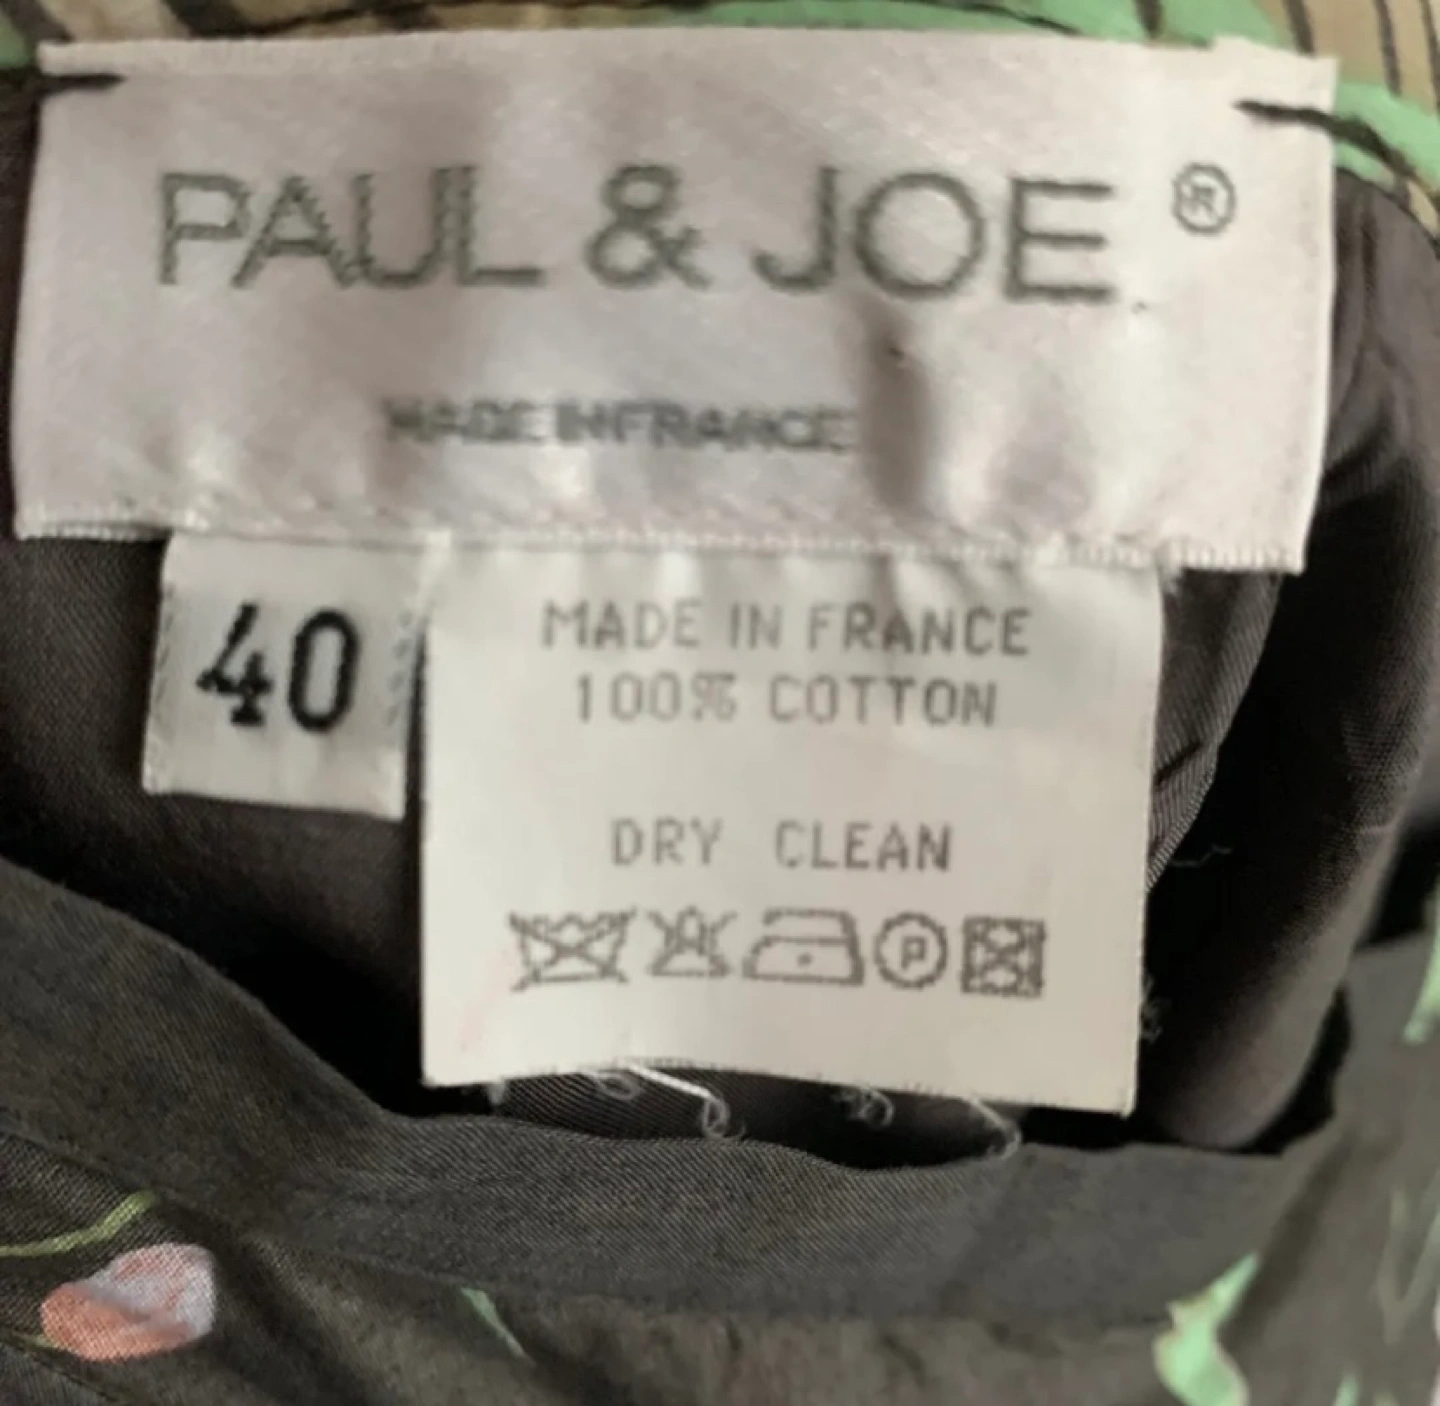 PAUL & JOE ®
MADE IN FRANCE
40
MADE IN FRANCE
100% COTTON
DRY CLEAN
P